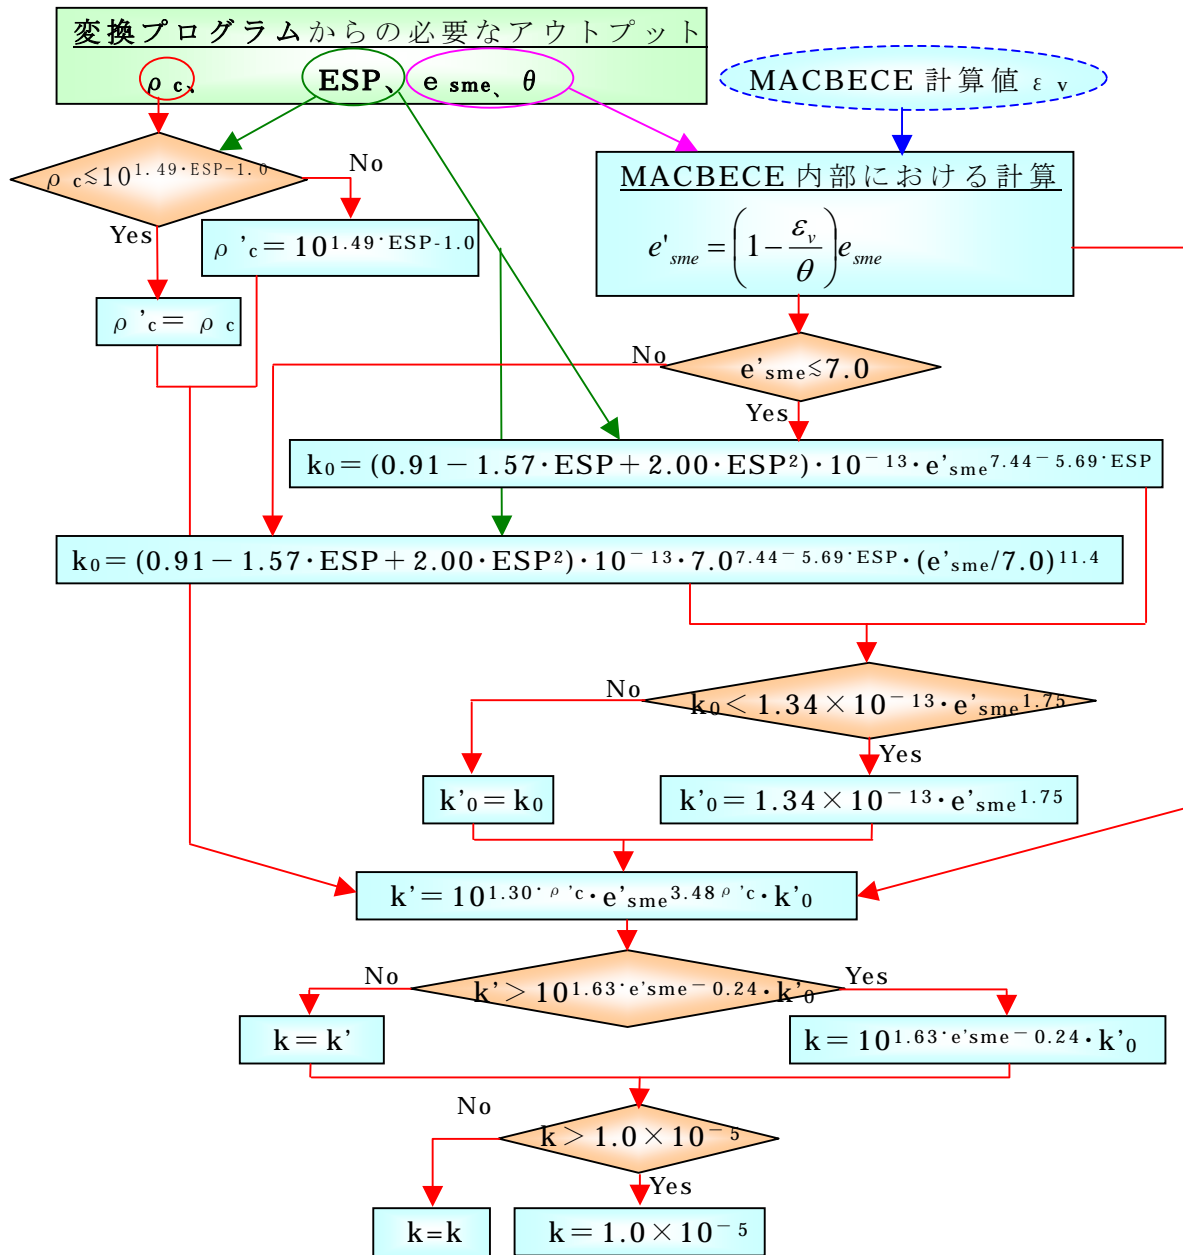 変換プログラムからの必要なアウトプット
ρc、 ESP、 esme、 θ
MACBECE 計算値 εv
ρc≦10^1.49·ESP-1.0
No
Yes
ρ'c＝10^1.49·ESP-1.0
ρ'c＝ρc
MACBECE 内部における計算
e'sme = (1 − εv/θ) esme
e'sme≦7.0
No
Yes
k0＝(0.91－1.57·ESP＋2.00·ESP²)·10^－13·e'sme^7.44－5.69·ESP
k0＝(0.91－1.57·ESP＋2.00·ESP²)·10^－13·7.0^7.44－5.69·ESP·(e'sme/7.0)^11.4
k0＜1.34×10^－13·e'sme^1.75
No
Yes
k'0＝k0
k'0＝1.34×10^－13·e'sme^1.75
k'＝10^1.30·ρ'c·e'sme^3.48ρ'c·k'0
k'＞10^1.63·e'sme－0.24·k'0
No
Yes
k＝k'
k＝10^1.63·e'sme－0.24·k'0
k＞1.0×10^－5
No
Yes
k=k
k＝1.0×10^－5